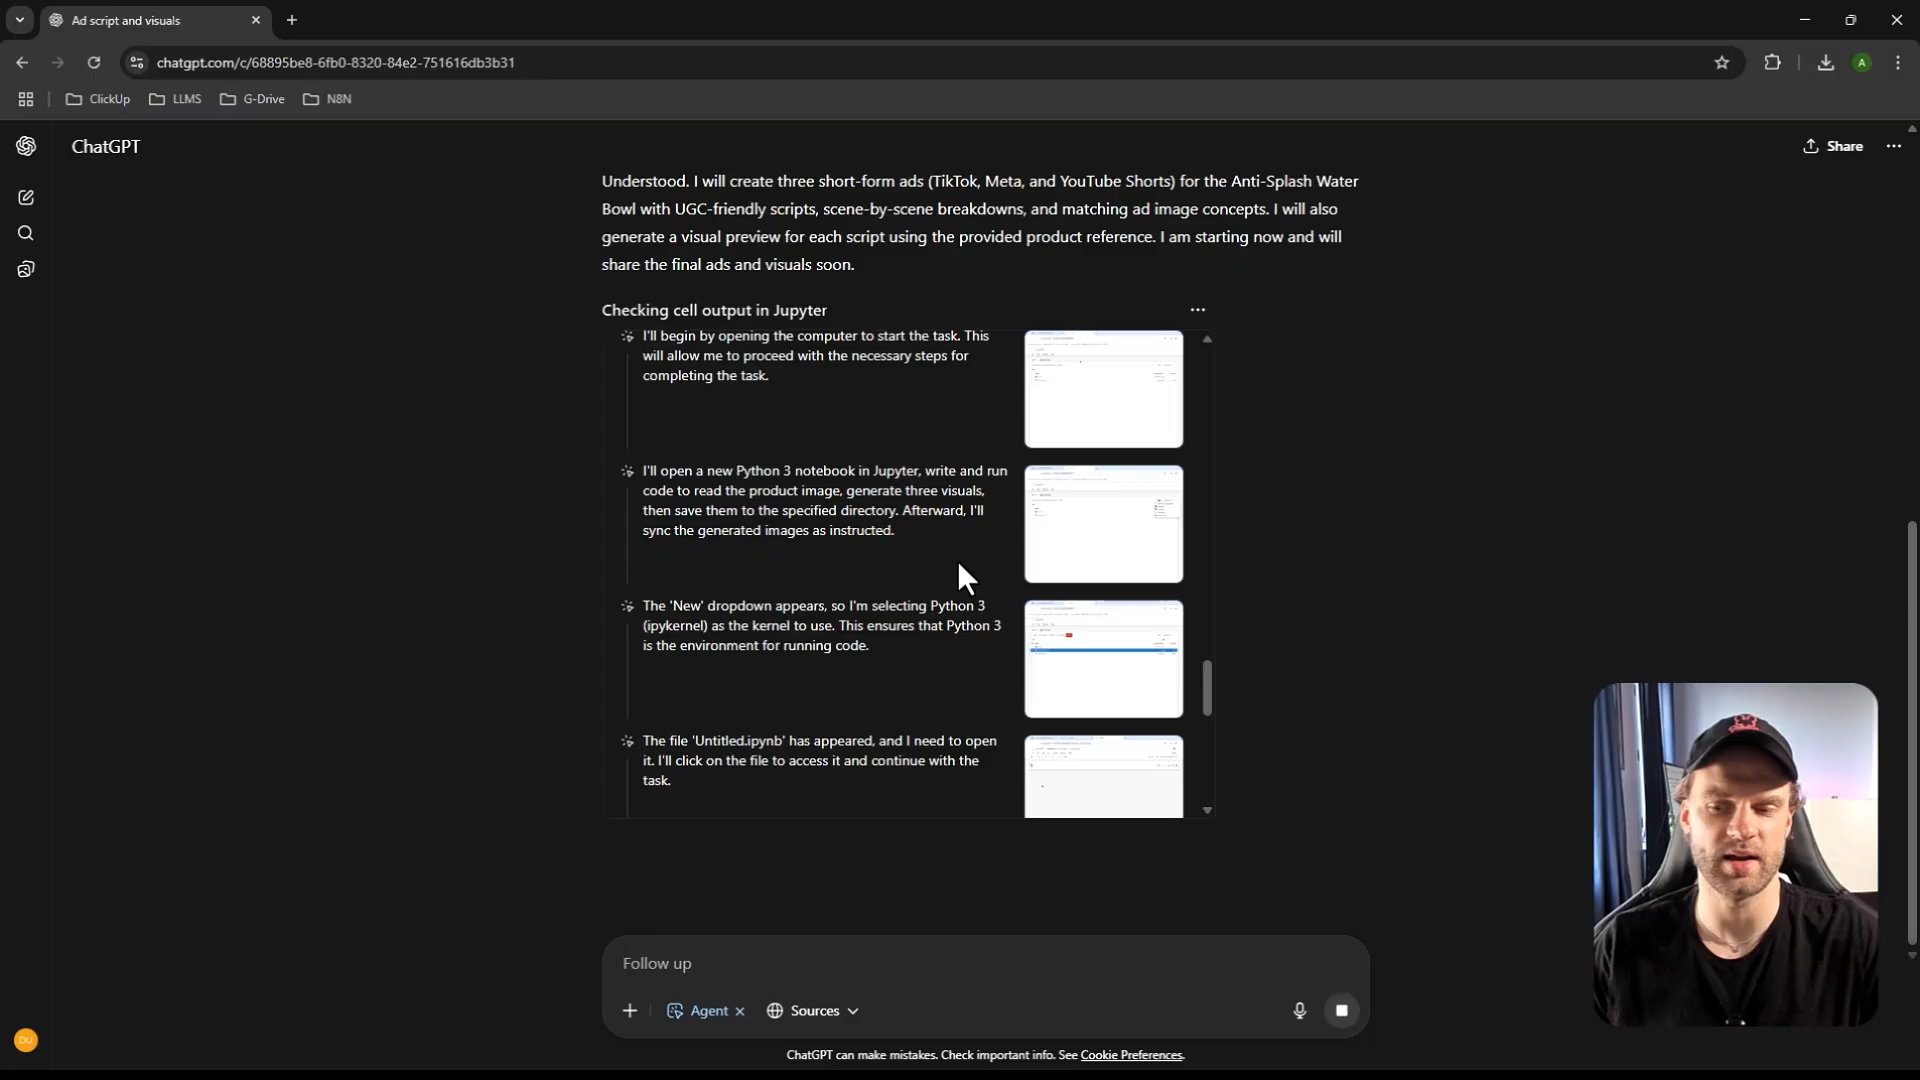 Ad script and visuals
chatgpt.com/c/68895be8-6fb0-8320-84e2-751616db3b31
A
ClickUp
LLMS
G-Drive
N8N
ChatGPT
Share
Understood. I will create three short-form ads (TikTok, Meta, and YouTube Shorts) for the Anti-Splash Water
Bowl with UGC-friendly scripts, scene-by-scene breakdowns, and matching ad image concepts. I will also
generate a visual preview for each script using the provided product reference. I am starting now and will
share the final ads and visuals soon.
Checking cell output in Jupyter
I'll begin by opening the computer to start the task. This
will allow me to proceed with the necessary steps for
completing the task.
I'll open a new Python 3 notebook in Jupyter, write and run
code to read the product image, generate three visuals,
then save them to the specified directory. Afterward, I'll
sync the generated images as instructed.
The 'New' dropdown appears, so I'm selecting Python 3
(ipykernel) as the kernel to use. This ensures that Python 3
is the environment for running code.
The file 'Untitled.ipynb' has appeared, and I need to open
it. I'll click on the file to access it and continue with the
task.
Follow up
Agent
Sources
DU
ChatGPT can make mistakes. Check important info. See Cookie Preferences.